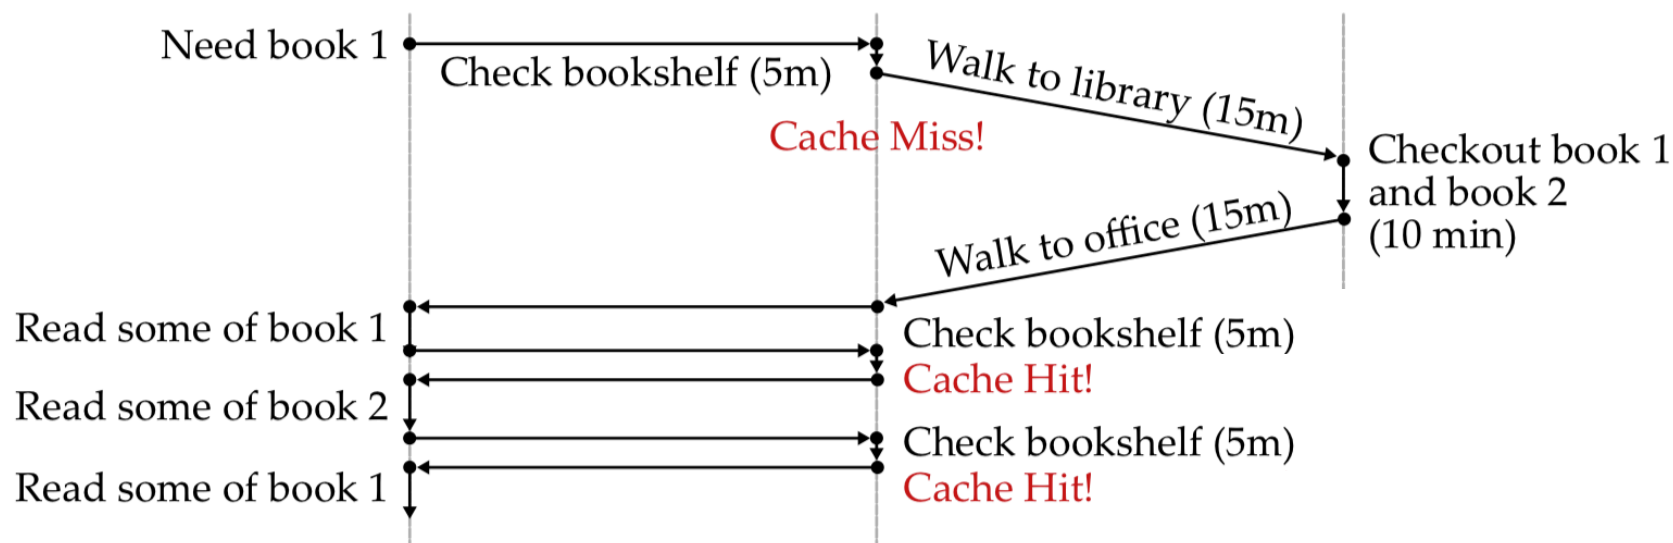 Need book 1
Check bookshelf (5m)
Walk to library (15m)
Cache Miss!
Checkout book 1
and book 2
(10 min)
Walk to office (15m)
Read some of book 1
Check bookshelf (5m)
Cache Hit!
Read some of book 2
Check bookshelf (5m)
Cache Hit!
Read some of book 1